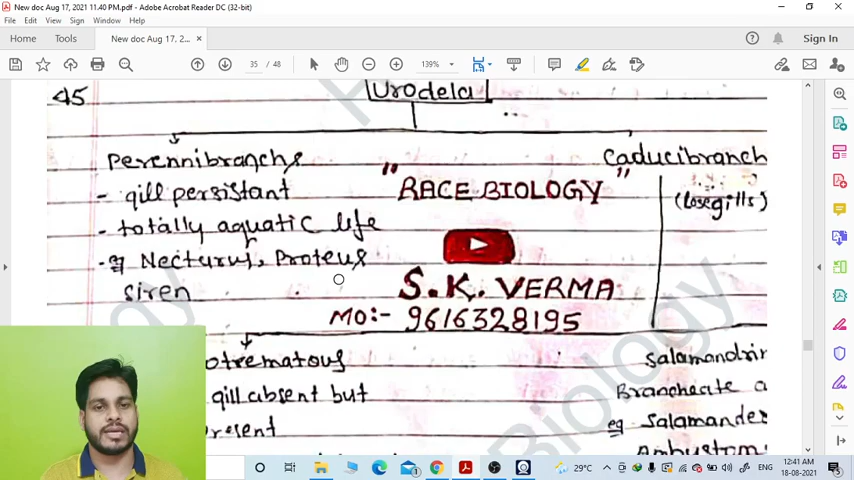 New doc Aug 17, 2021 11.40 PM.pdf - Adobe Acrobat Reader DC (32-bit)
File Edit View Sign Window Help
Home Tools New doc Aug 17, 2... × Sign In
35 / 48 139%
45 Urodela
Perennibranchs Caducibranch
- gill persistant " RACE BIOLOGY " (lose gills)
- totally aquatic life
- eg Necturus, Proteus
siren S.K. VERMA
MO:- 9616328195
otrematous Salamandrin
gill absent but Brancheate a
present eg Salamander
Ambystom
Biology
29°C ENG 12:41 AM
18-08-2021